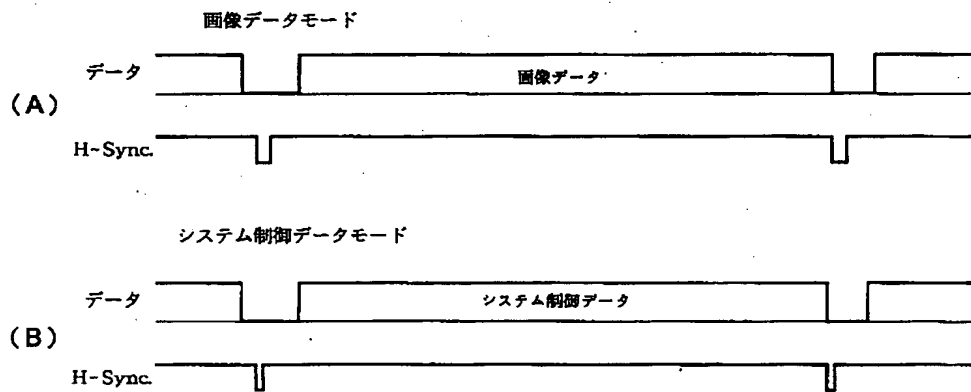 画像データモード
データ
画像データ
(A)
H-Sync.
システム制御データモード
データ
システム制御データ
(B)
H-Sync.